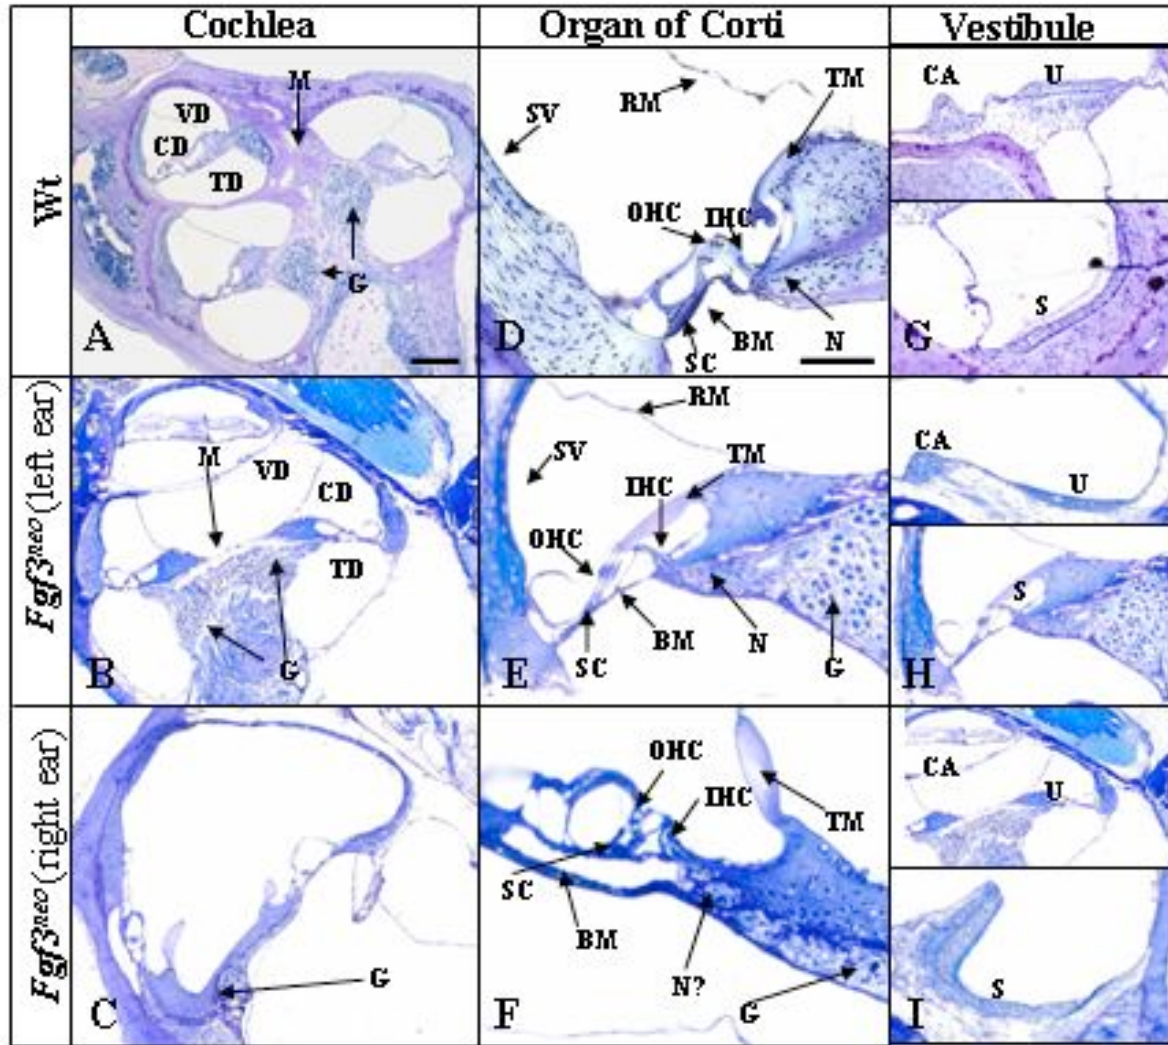 Cochlea
Organ of Corti
Vestibule
Wt
M
VD
CD
TD
G
A
RM
TM
SV
OHC
IHC
D
SC
BM
N
CA
U
S
G
Fgf3neo (left ear)
M
VD
CD
TD
G
B
RM
SV
TM
IHC
OHC
E
SC
BM
N
G
CA
U
S
H
Fgf3neo (right ear)
G
C
OHC
IHC
TM
SC
BM
N?
G
F
CA
U
S
I